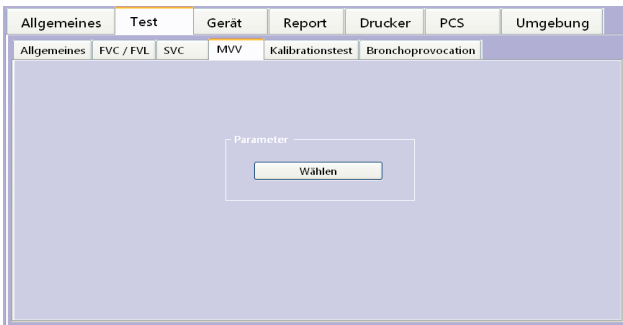 Allgemeines Test Gerät Report Drucker PCS Umgebung
Allgemeines FVC / FVL SVC MVV Kalibrationstest Bronchoprovocation
Parameter
Wählen